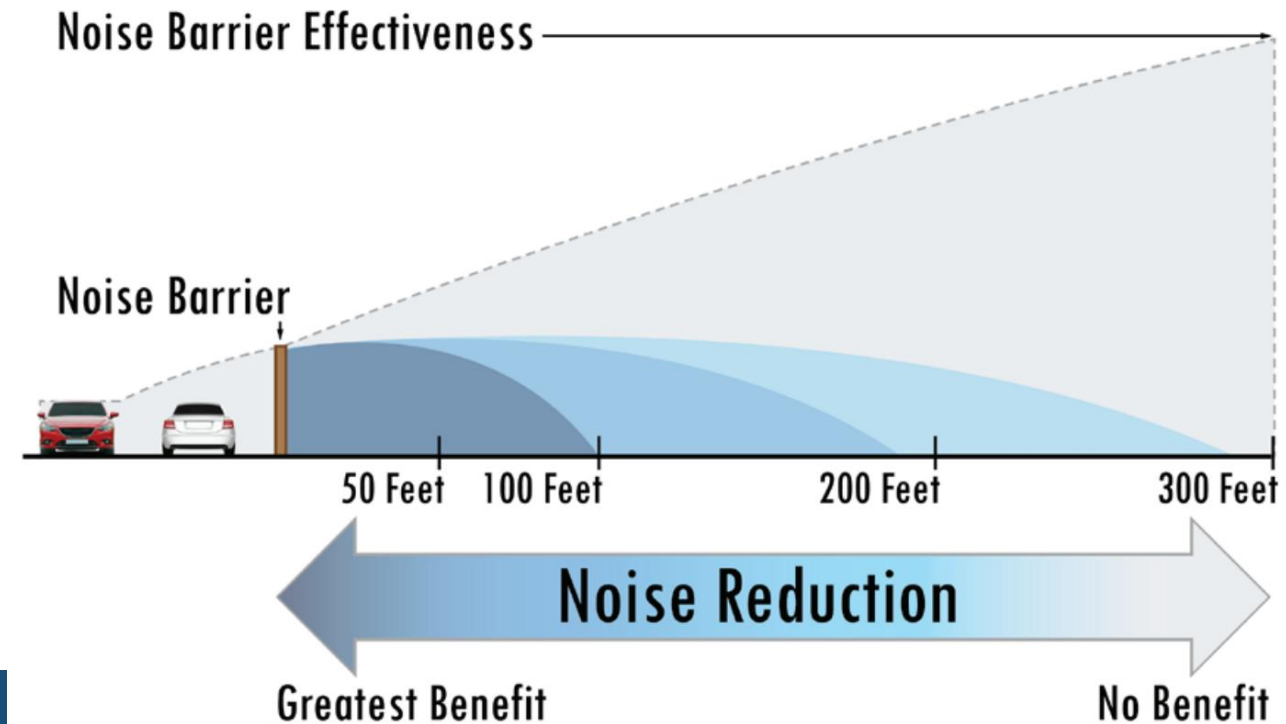 Noise Barrier Effectiveness
Noise Barrier
50 Feet 100 Feet 200 Feet 300 Feet
Noise Reduction
Greatest Benefit No Benefit